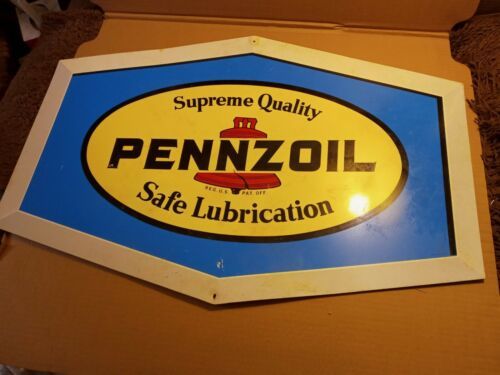 Supreme Quality
PENNZOIL
REG. U.S. PAT. OFF.
Safe Lubrication